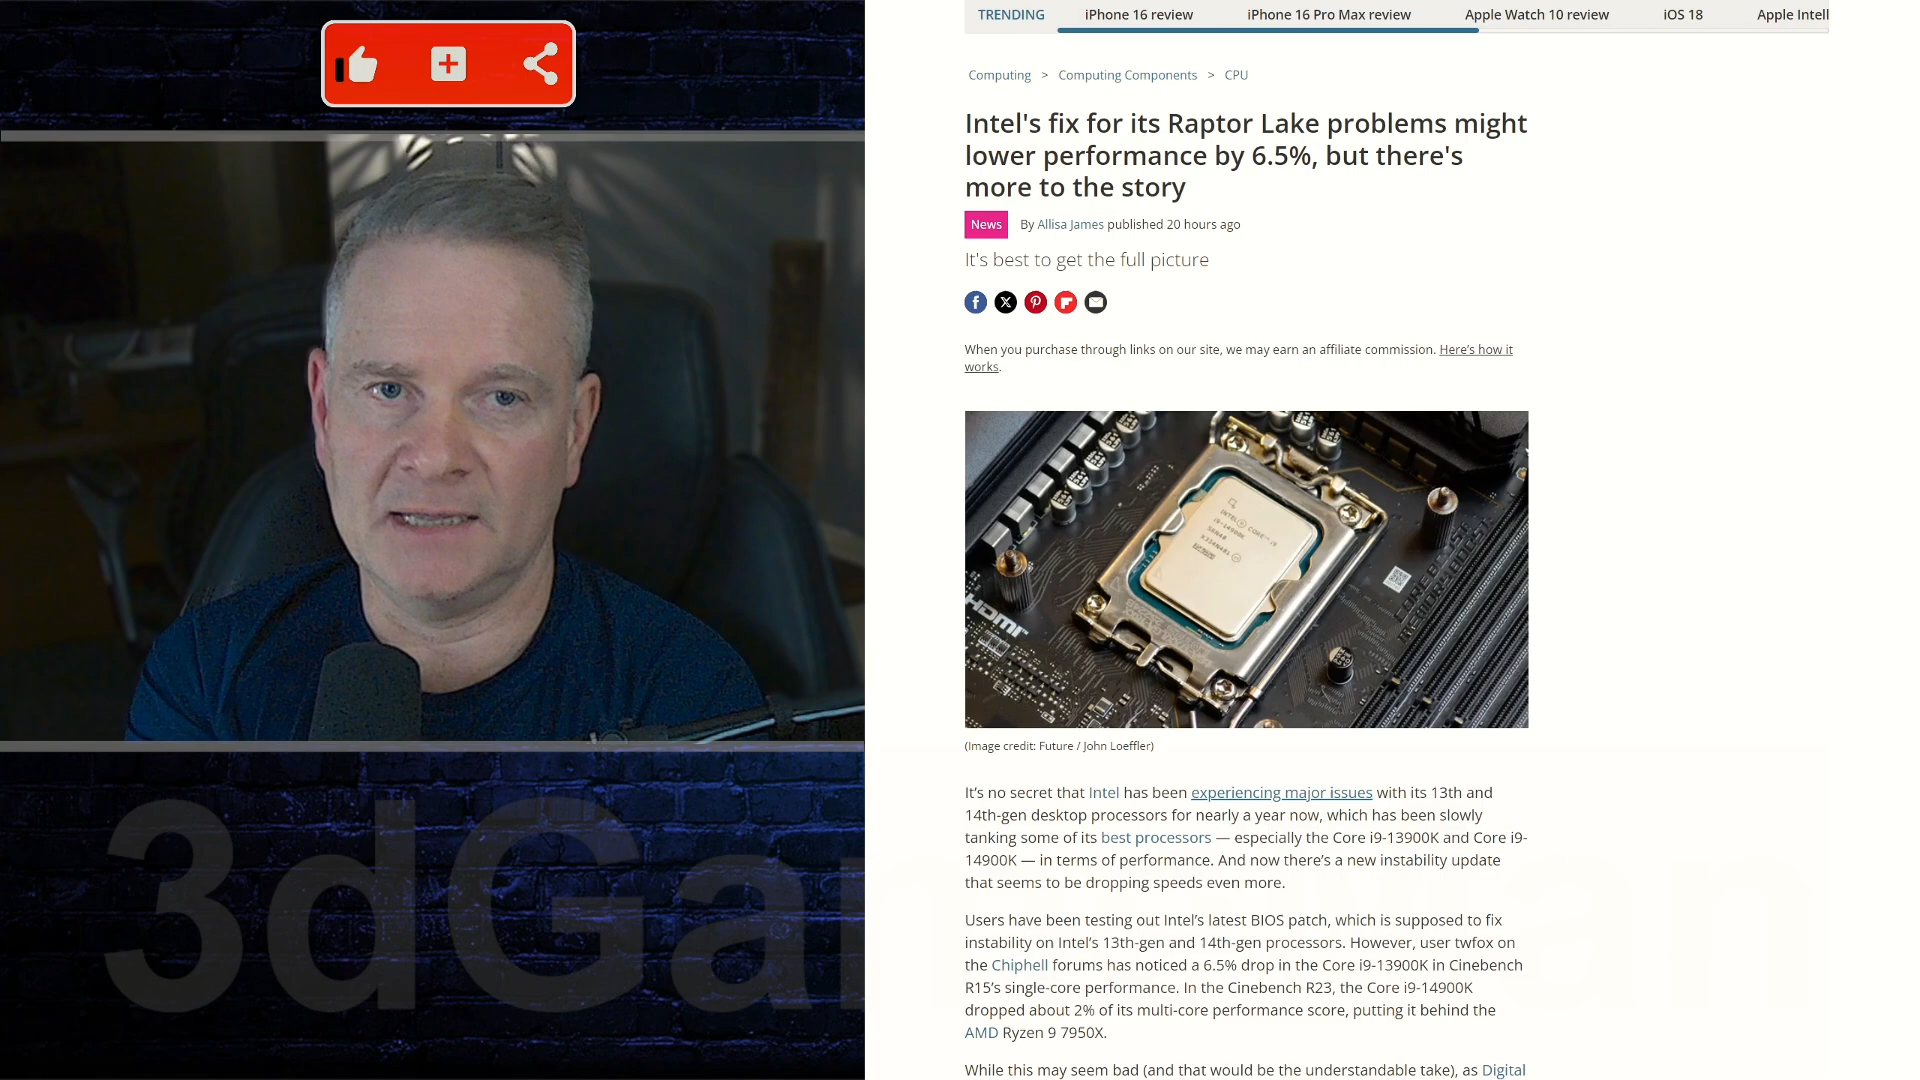 TRENDING iPhone 16 review iPhone 16 Pro Max review Apple Watch 10 review iOS 18 Apple Intell
Computing > Computing Components > CPU
Intel's fix for its Raptor Lake problems might
lower performance by 6.5%, but there's
more to the story
News By Allisa James published 20 hours ago
It's best to get the full picture
When you purchase through links on our site, we may earn an affiliate commission. Here's how it
works.
INTEL CORE i9
i9-14900K
HDMI
(Image credit: Future / John Loeffler)
It's no secret that Intel has been experiencing major issues with its 13th and
14th-gen desktop processors for nearly a year now, which has been slowly
tanking some of its best processors — especially the Core i9-13900K and Core i9-
14900K — in terms of performance. And now there's a new instability update
that seems to be dropping speeds even more.
Users have been testing out Intel's latest BIOS patch, which is supposed to fix
instability on Intel's 13th-gen and 14th-gen processors. However, user twfox on
the Chiphell forums has noticed a 6.5% drop in the Core i9-13900K in Cinebench
R15's single-core performance. In the Cinebench R23, the Core i9-14900K
dropped about 2% of its multi-core performance score, putting it behind the
AMD Ryzen 9 7950X.
While this may seem bad (and that would be the understandable take), as Digital
3dGa